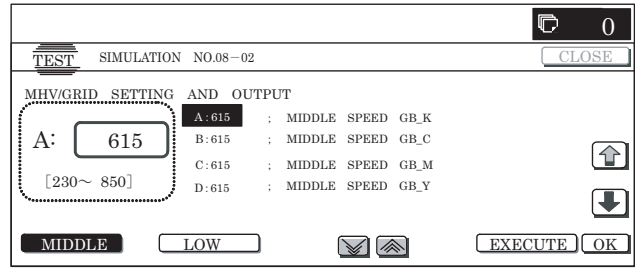 0
TEST SIMULATION NO.08-02 CLOSE
MHV/GRID SETTING AND OUTPUT
A: 615
[230～ 850]
A:615 ; MIDDLE SPEED GB_K
B:615 ; MIDDLE SPEED GB_C
C:615 ; MIDDLE SPEED GB_M
D:615 ; MIDDLE SPEED GB_Y
MIDDLE LOW EXECUTE OK